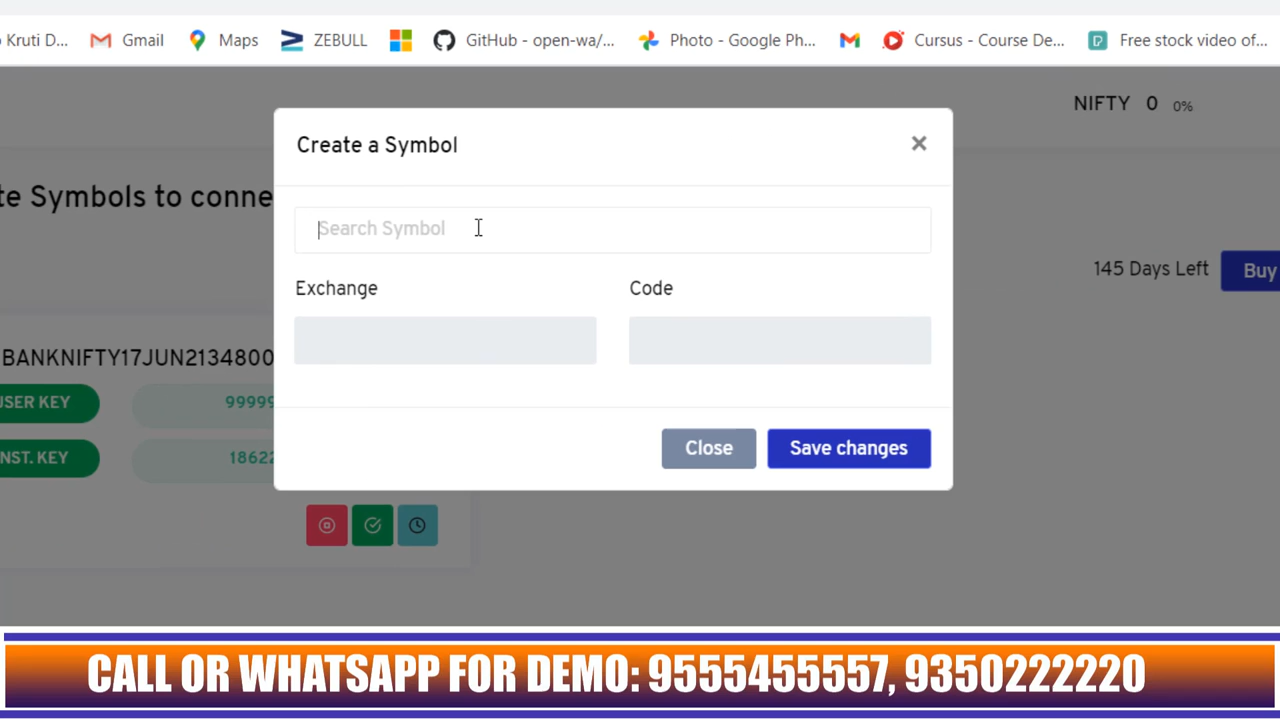 o Kruti D... Gmail Maps ZEBULL GitHub - open-wa/... Photo - Google Ph... Cursus - Course De... Free stock video of...
NIFTY 0 0%
Create a Symbol ×
te Symbols to conne
Search Symbol
145 Days Left Buy
Exchange Code
BANKNIFTY17JUN2134800
USER KEY 99999
NST. KEY 18622
Close Save changes
CALL OR WHATSAPP FOR DEMO: 9555455557, 9350222220